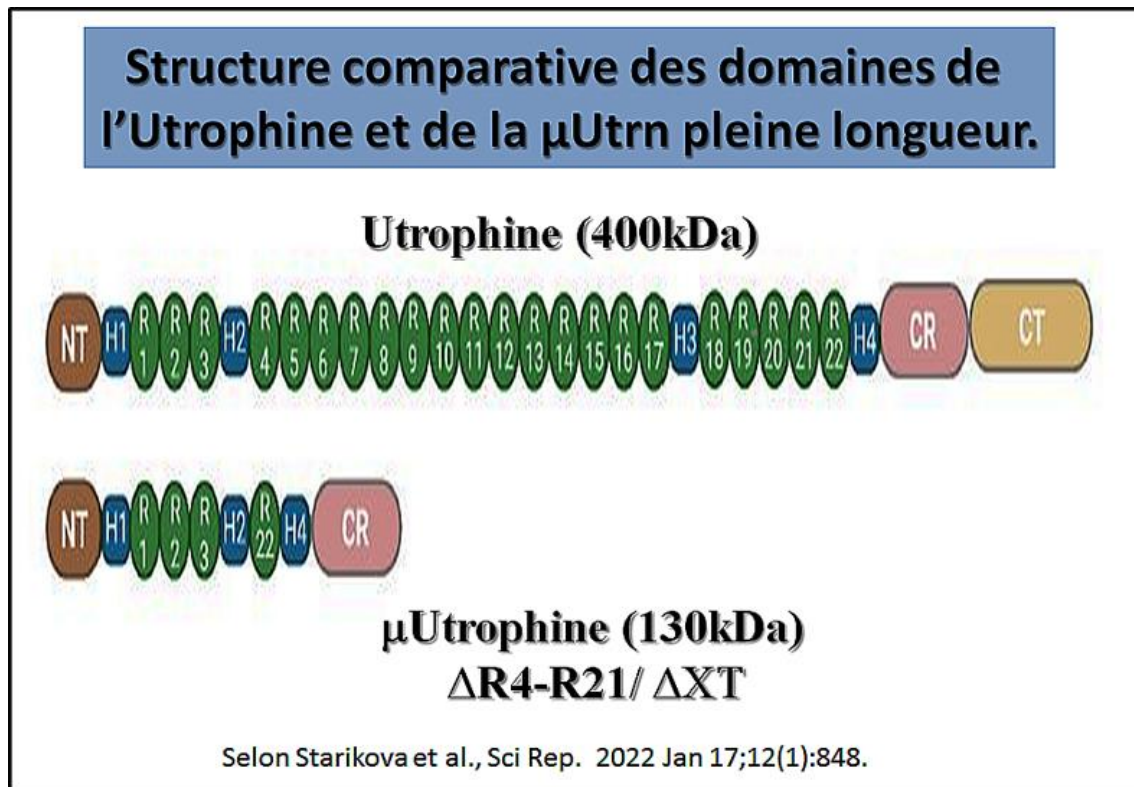 Structure comparative des domaines de
l'Utrophine et de la µUtrn pleine longueur.
Utrophine (400kDa)
NT H1 R1 R2 R3 H2 R4 R5 R6 R7 R8 R9 R10 R11 R12 R13 R14 R15 R16 R17 H3 R18 R19 R20 R21 R22 H4 CR CT
NT H1 R1 R2 R3 H2 R22 H4 CR
µUtrophine (130kDa)
ΔR4-R21/ ΔXT
Selon Starikova et al., Sci Rep. 2022 Jan 17;12(1):848.